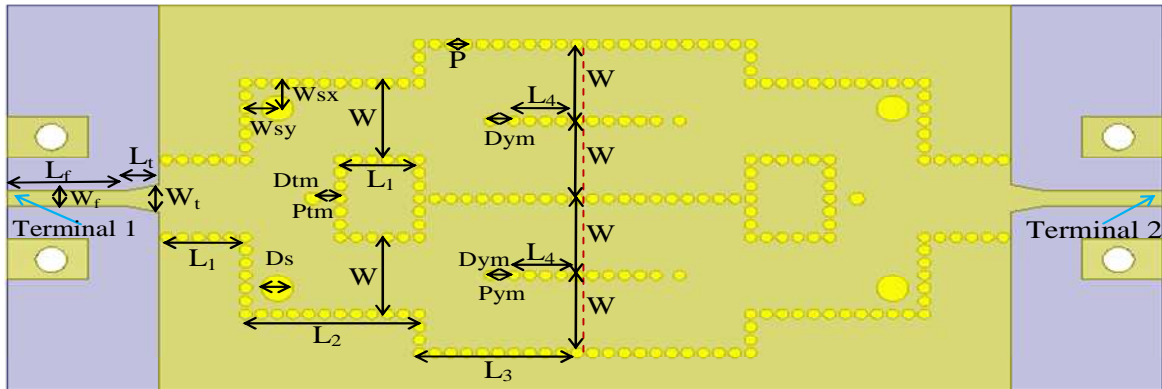 P
W
Wsx
L4
Wsy
W
Dym
Lt
Lf
L1
W
Dtm
Wf
Wt
Ptm
Terminal 1
Terminal 2
W
L1
Ds
W
Dym
L4
Pym
W
L2
L3